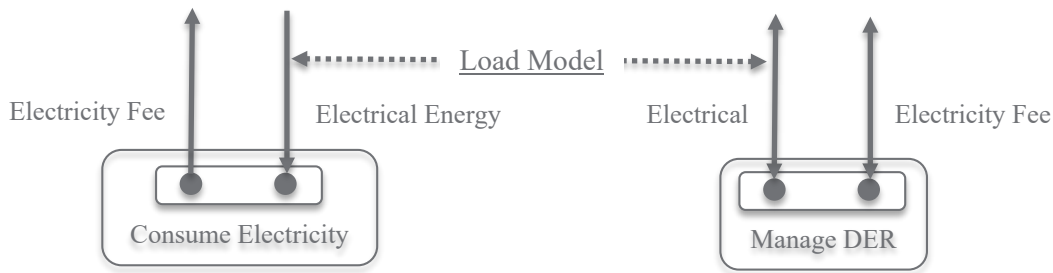 Load Model
Electricity Fee
Electrical Energy
Electrical
Electricity Fee
Consume Electricity
Manage DER